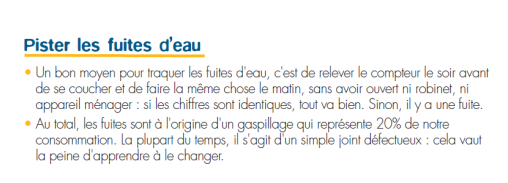 Pister les fuites d'eau
• Un bon moyen pour traquer les fuites d'eau, c'est de relever le compteur le soir avant
de se coucher et de faire la même chose le matin, sans avoir ouvert ni robinet, ni
appareil ménager : si les chiffres sont identiques, tout va bien. Sinon, il y a une fuite.
• Au total, les fuites sont à l'origine d'un gaspillage qui représente 20% de notre
consommation. La plupart du temps, il s'agit d'un simple joint défectueux : cela vaut
la peine d'apprendre à le changer.